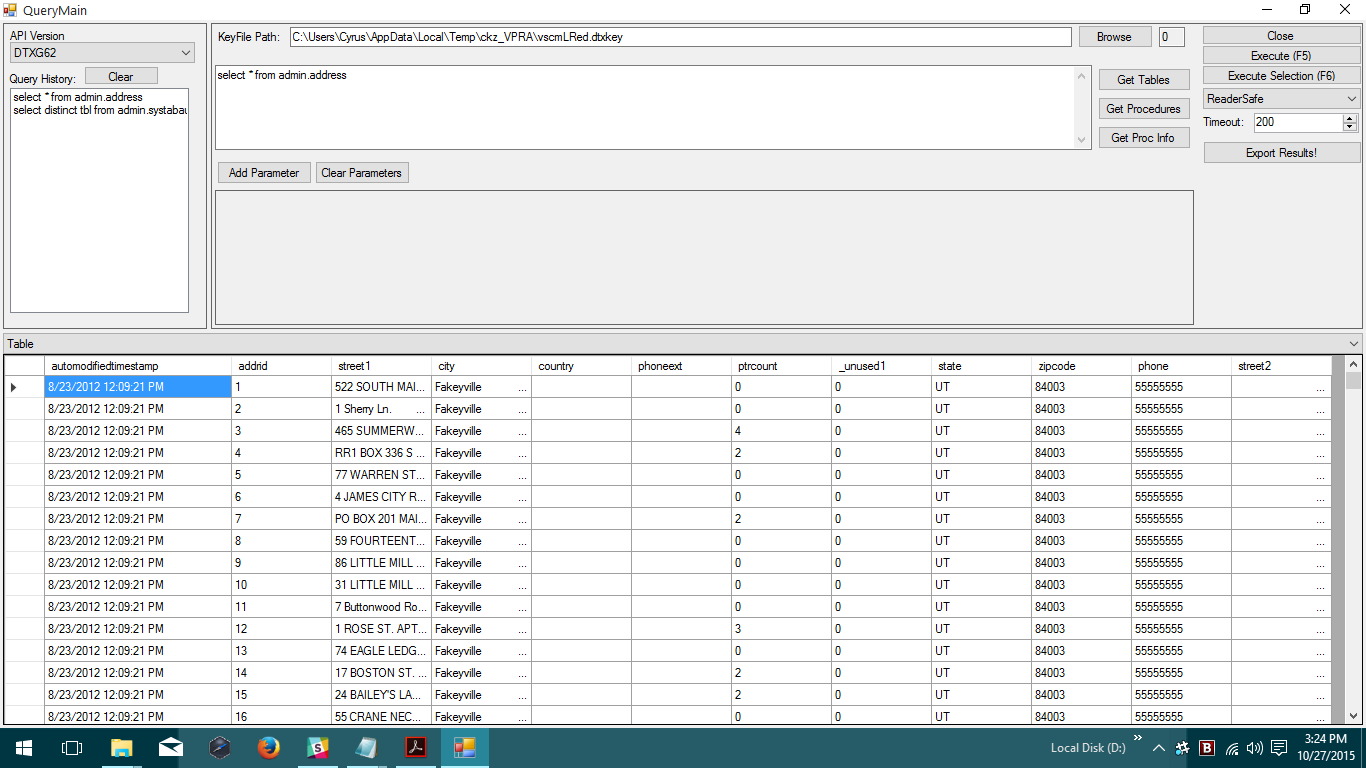 QueryMain
API Version
DTXG62
Query History: Clear
select * from admin.address
select distinct tbl from admin.systabau
KeyFile Path: C:\Users\Cyrus\AppData\Local\Temp\ckz_VPRA\vscmLRed.dtxkey Browse 0
select * from admin.address
Get Tables
Get Procedures
Get Proc Info
Add Parameter Clear Parameters
Close
Execute (F5)
Execute Selection (F6)
ReaderSafe
Timeout: 200
Export Results!
Table
automodifiedtimestamp addrid street1 city country phoneext ptrcount _unused1 state zipcode phone street2
8/23/2012 12:09:21 PM 1 522 SOUTH MAI... Fakeyville ... 0 0 UT 84003 55555555 ...
8/23/2012 12:09:21 PM 2 1 Sherry Ln. ... Fakeyville ... 0 0 UT 84003 55555555 ...
8/23/2012 12:09:21 PM 3 465 SUMMERW... Fakeyville ... 4 0 UT 84003 55555555 ...
8/23/2012 12:09:21 PM 4 RR1 BOX 336 S ... Fakeyville ... 2 0 UT 84003 55555555 ...
8/23/2012 12:09:21 PM 5 77 WARREN ST... Fakeyville ... 0 0 UT 84003 55555555 ...
8/23/2012 12:09:21 PM 6 4 JAMES CITY R... Fakeyville ... 0 0 UT 84003 55555555 ...
8/23/2012 12:09:21 PM 7 PO BOX 201 MAI... Fakeyville ... 2 0 UT 84003 55555555 ...
8/23/2012 12:09:21 PM 8 59 FOURTEENT... Fakeyville ... 0 0 UT 84003 55555555 ...
8/23/2012 12:09:21 PM 9 86 LITTLE MILL ... Fakeyville ... 0 0 UT 84003 55555555 ...
8/23/2012 12:09:21 PM 10 31 LITTLE MILL ... Fakeyville ... 0 0 UT 84003 55555555 ...
8/23/2012 12:09:21 PM 11 7 Buttonwood Ro... Fakeyville ... 0 0 UT 84003 55555555 ...
8/23/2012 12:09:21 PM 12 1 ROSE ST. APT... Fakeyville ... 3 0 UT 84003 55555555 ...
8/23/2012 12:09:21 PM 13 74 EAGLE LEDG... Fakeyville ... 0 0 UT 84003 55555555 ...
8/23/2012 12:09:21 PM 14 17 BOSTON ST. ... Fakeyville ... 2 0 UT 84003 55555555 ...
8/23/2012 12:09:21 PM 15 24 BAILEY'S LA... Fakeyville ... 2 0 UT 84003 55555555 ...
8/23/2012 12:09:21 PM 16 55 CRANE NEC... Fakeyville ... 0 0 UT 84003 55555555 ...
Local Disk (D:) B 3:24 PM
10/27/2015